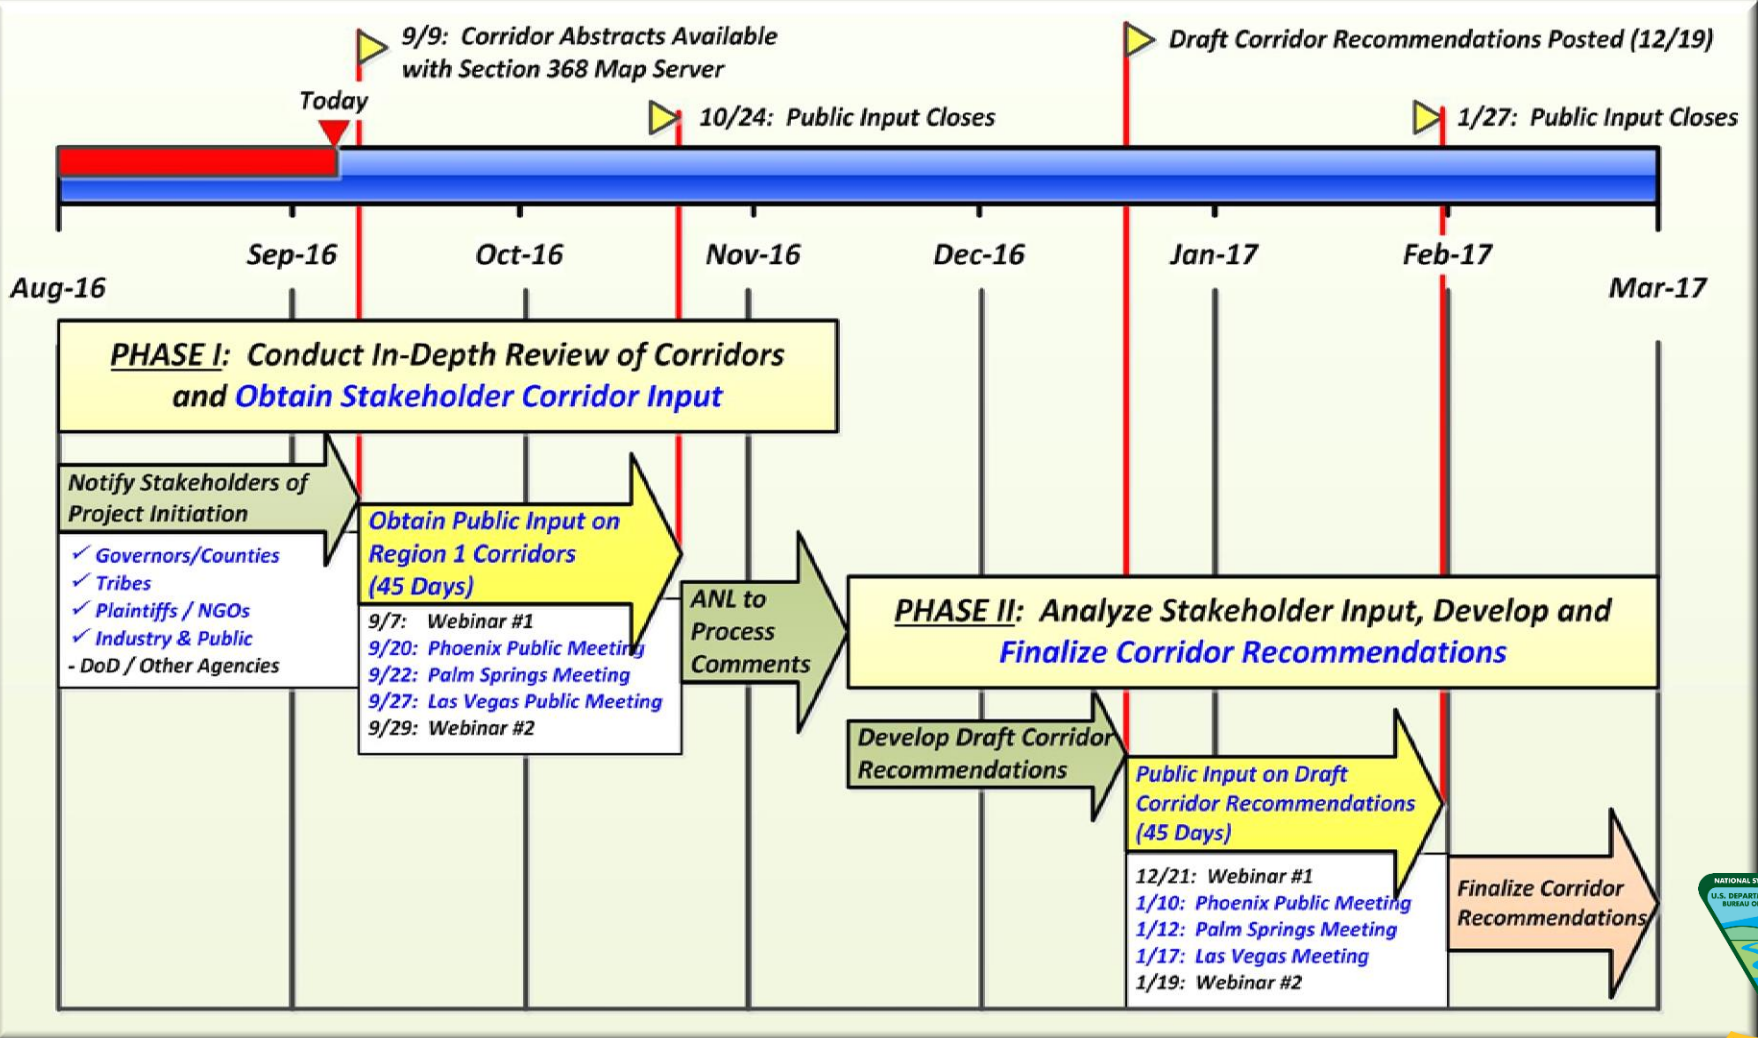 9/9: Corridor Abstracts Available
with Section 368 Map Server
Draft Corridor Recommendations Posted (12/19)
Today
10/24: Public Input Closes
1/27: Public Input Closes
Aug-16
Sep-16
Oct-16
Nov-16
Dec-16
Jan-17
Feb-17
Mar-17
PHASE I: Conduct In-Depth Review of Corridors
and Obtain Stakeholder Corridor Input
Notify Stakeholders of
Project Initiation
✓ Governors/Counties
✓ Tribes
✓ Plaintiffs / NGOs
✓ Industry & Public
- DoD / Other Agencies
Obtain Public Input on
Region 1 Corridors
(45 Days)
9/7: Webinar #1
9/20: Phoenix Public Meeting
9/22: Palm Springs Meeting
9/27: Las Vegas Public Meeting
9/29: Webinar #2
ANL to
Process
Comments
PHASE II: Analyze Stakeholder Input, Develop and
Finalize Corridor Recommendations
Develop Draft Corridor
Recommendations
Public Input on Draft
Corridor Recommendations
(45 Days)
12/21: Webinar #1
1/10: Phoenix Public Meeting
1/12: Palm Springs Meeting
1/17: Las Vegas Meeting
1/19: Webinar #2
Finalize Corridor
Recommendations
NATIONAL
U.S.
BUREAU